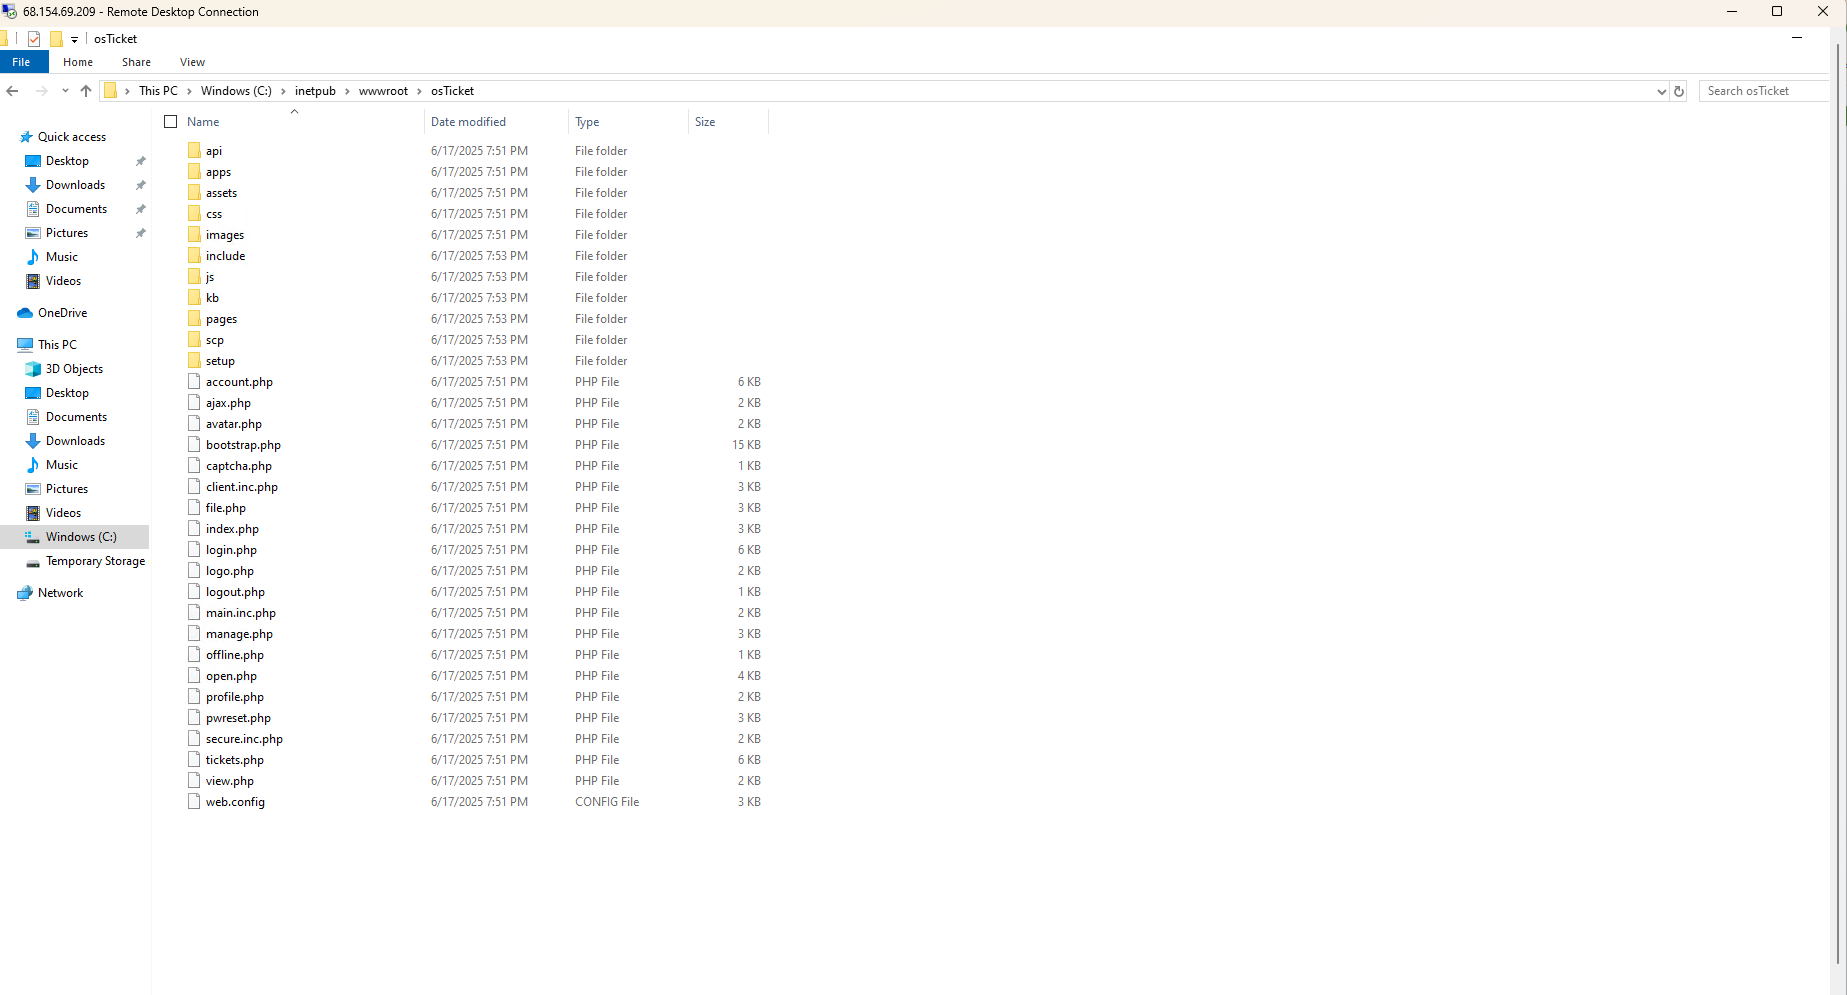 68.154.69.209 - Remote Desktop Connection
osTicket
File Home Share View
This PC Windows (C:) inetpub wwwroot osTicket
Search osTicket
Name Date modified Type Size
Quick access
Desktop
Downloads
Documents
Pictures
Music
Videos
OneDrive
This PC
3D Objects
Desktop
Documents
Downloads
Music
Pictures
Videos
Windows (C:)
Temporary Storage
Network
api 6/17/2025 7:51 PM File folder
apps 6/17/2025 7:51 PM File folder
assets 6/17/2025 7:51 PM File folder
css 6/17/2025 7:51 PM File folder
images 6/17/2025 7:51 PM File folder
include 6/17/2025 7:53 PM File folder
js 6/17/2025 7:53 PM File folder
kb 6/17/2025 7:53 PM File folder
pages 6/17/2025 7:53 PM File folder
scp 6/17/2025 7:53 PM File folder
setup 6/17/2025 7:53 PM File folder
account.php 6/17/2025 7:51 PM PHP File 6 KB
ajax.php 6/17/2025 7:51 PM PHP File 2 KB
avatar.php 6/17/2025 7:51 PM PHP File 2 KB
bootstrap.php 6/17/2025 7:51 PM PHP File 15 KB
captcha.php 6/17/2025 7:51 PM PHP File 1 KB
client.inc.php 6/17/2025 7:51 PM PHP File 3 KB
file.php 6/17/2025 7:51 PM PHP File 3 KB
index.php 6/17/2025 7:51 PM PHP File 3 KB
login.php 6/17/2025 7:51 PM PHP File 6 KB
logo.php 6/17/2025 7:51 PM PHP File 2 KB
logout.php 6/17/2025 7:51 PM PHP File 1 KB
main.inc.php 6/17/2025 7:51 PM PHP File 2 KB
manage.php 6/17/2025 7:51 PM PHP File 3 KB
offline.php 6/17/2025 7:51 PM PHP File 1 KB
open.php 6/17/2025 7:51 PM PHP File 4 KB
profile.php 6/17/2025 7:51 PM PHP File 2 KB
pwreset.php 6/17/2025 7:51 PM PHP File 3 KB
secure.inc.php 6/17/2025 7:51 PM PHP File 2 KB
tickets.php 6/17/2025 7:51 PM PHP File 6 KB
view.php 6/17/2025 7:51 PM PHP File 2 KB
web.config 6/17/2025 7:51 PM CONFIG File 3 KB